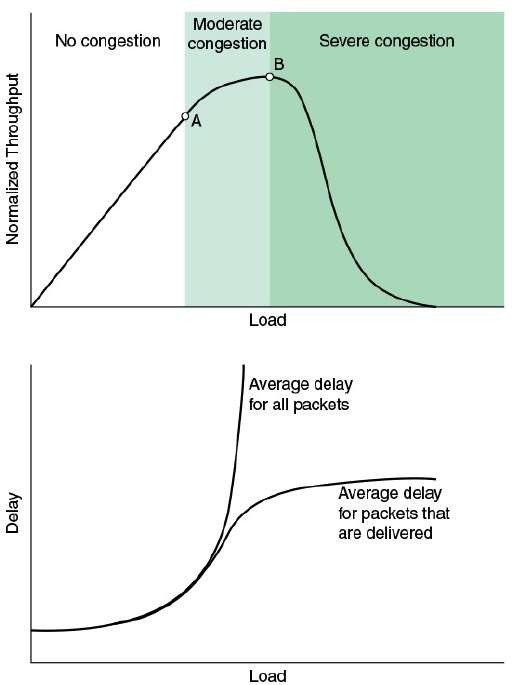 No congestion
Moderate
congestion
Severe congestion
B
A
Normalized Throughput
Load
Average delay
for all packets
Average delay
for packets that
are delivered
Delay
Load